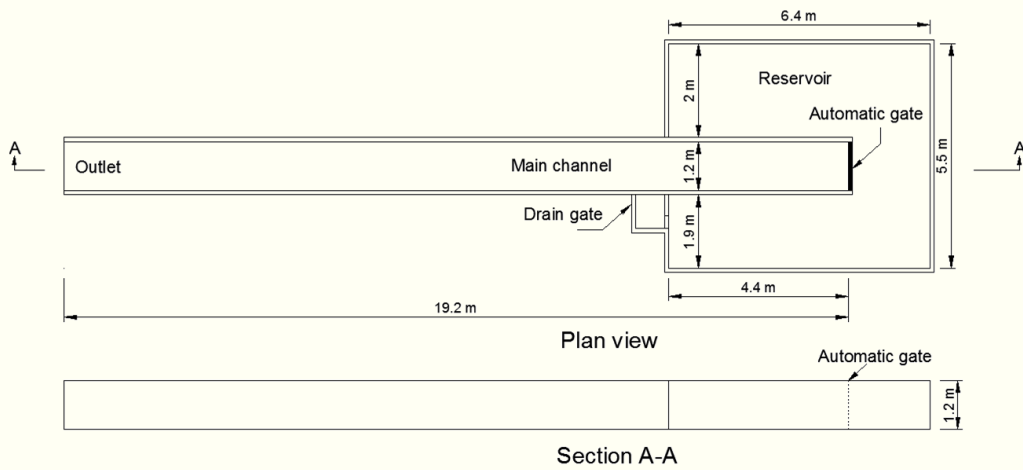 6.4 m
Reservoir
2 m
Automatic gate
A
A
Outlet
Main channel
1.2 m
5.5 m
Drain gate
1.9 m
4.4 m
19.2 m
Plan view
Automatic gate
1.2 m
Section A-A